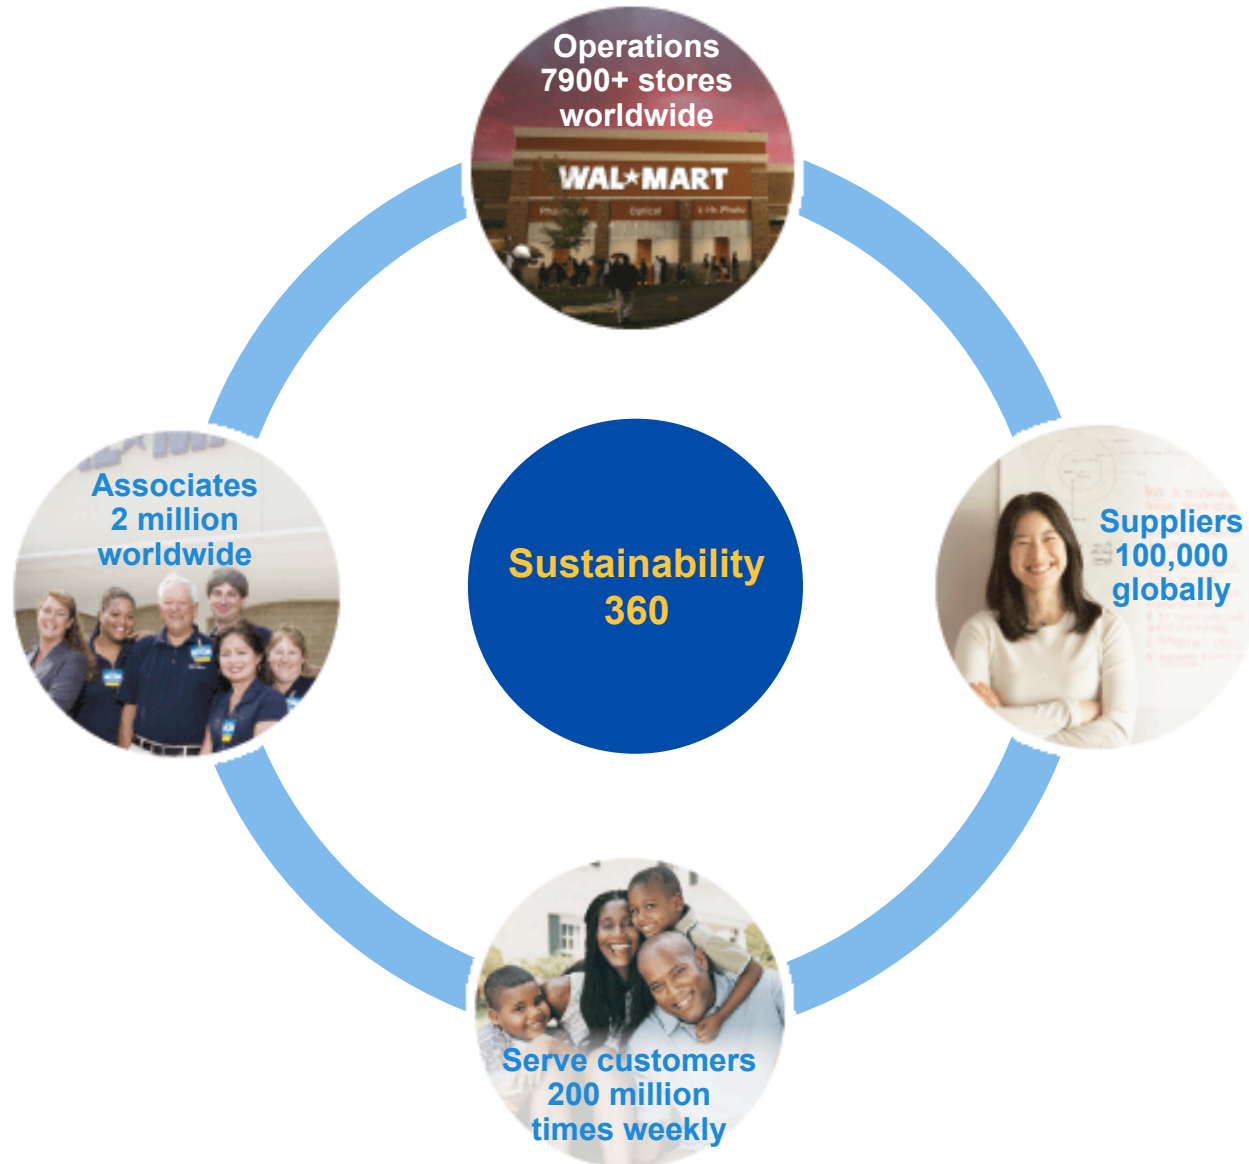 Operations
7900+ stores
worldwide
WAL★MART
Optical
Associates
2 million
worldwide
Sustainability
360
Suppliers
100,000
globally
Serve customers
200 million
times weekly